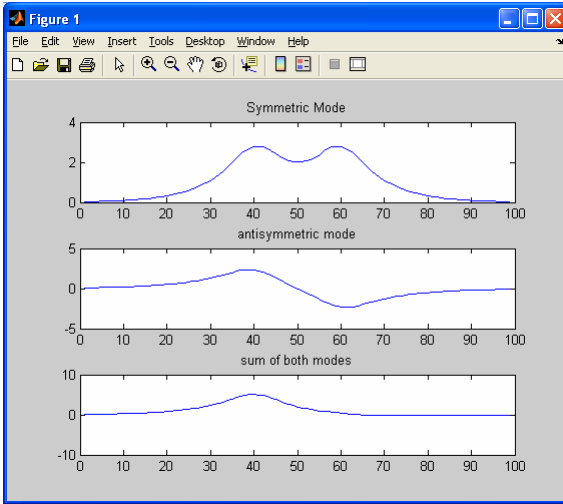 Figure 1
File Edit View Insert Tools Desktop Window Help
Symmetric Mode
4
2
0
0 10 20 30 40 50 60 70 80 90 100
antisymmetric mode
5
0
-5
0 10 20 30 40 50 60 70 80 90 100
sum of both modes
10
0
-10
0 10 20 30 40 50 60 70 80 90 100